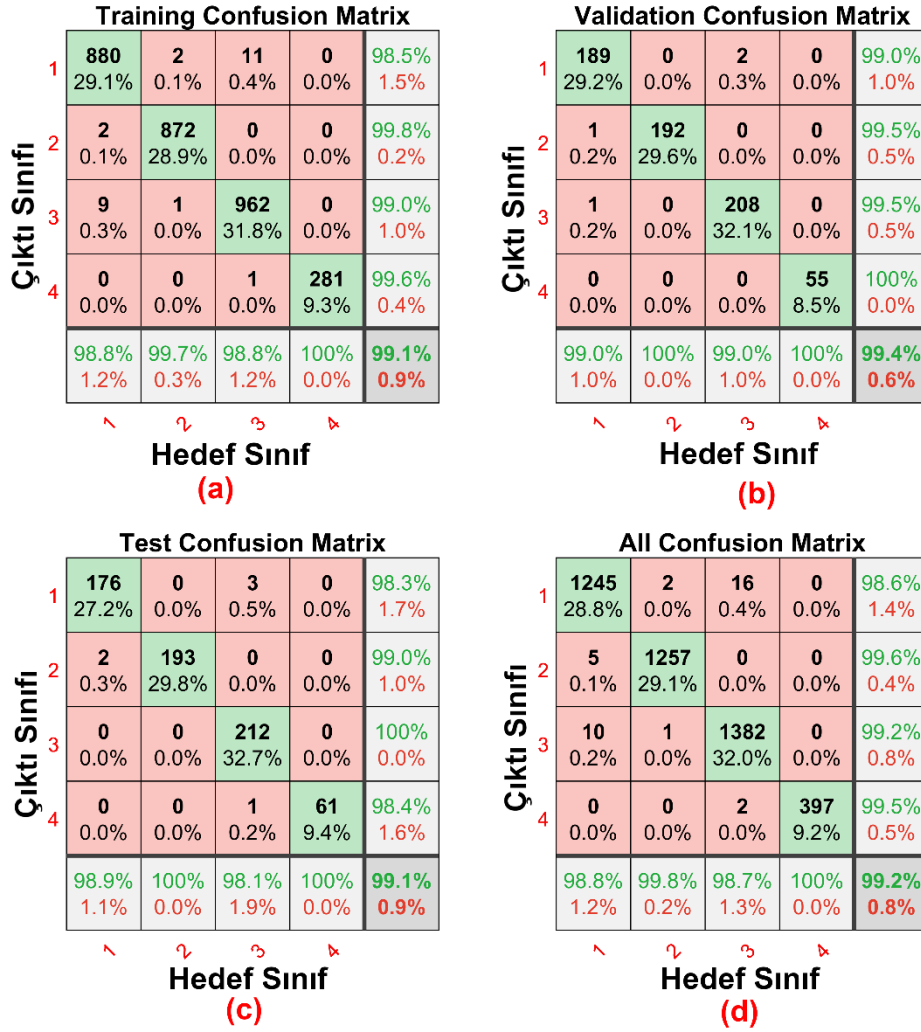 Training Confusion Matrix
880 2 11 0 98.5%
1
29.1% 0.1% 0.4% 0.0% 1.5%
2 872 0 0 99.8%
2
0.1% 28.9% 0.0% 0.0% 0.2%
9 1 962 0 99.0%
3
0.3% 0.0% 31.8% 0.0% 1.0%
0 0 1 281 99.6%
4
0.0% 0.0% 0.0% 9.3% 0.4%
98.8% 99.7% 98.8% 100% 99.1%
1.2% 0.3% 1.2% 0.0% 0.9%
1 2 3 4
Çıktı Sınıfı
Hedef Sınıf
(a)
Validation Confusion Matrix
189 0 2 0 99.0%
1
29.2% 0.0% 0.3% 0.0% 1.0%
1 192 0 0 99.5%
2
0.2% 29.6% 0.0% 0.0% 0.5%
1 0 208 0 99.5%
3
0.2% 0.0% 32.1% 0.0% 0.5%
0 0 0 55 100%
4
0.0% 0.0% 0.0% 8.5% 0.0%
99.0% 100% 99.0% 100% 99.4%
1.0% 0.0% 1.0% 0.0% 0.6%
1 2 3 4
Çıktı Sınıfı
Hedef Sınıf
(b)
Test Confusion Matrix
176 0 3 0 98.3%
1
27.2% 0.0% 0.5% 0.0% 1.7%
2 193 0 0 99.0%
2
0.3% 29.8% 0.0% 0.0% 1.0%
0 0 212 0 100%
3
0.0% 0.0% 32.7% 0.0% 0.0%
0 0 1 61 98.4%
4
0.0% 0.0% 0.2% 9.4% 1.6%
98.9% 100% 98.1% 100% 99.1%
1.1% 0.0% 1.9% 0.0% 0.9%
1 2 3 4
Çıktı Sınıfı
Hedef Sınıf
(c)
All Confusion Matrix
1245 2 16 0 98.6%
1
28.8% 0.0% 0.4% 0.0% 1.4%
5 1257 0 0 99.6%
2
0.1% 29.1% 0.0% 0.0% 0.4%
10 1 1382 0 99.2%
3
0.2% 0.0% 32.0% 0.0% 0.8%
0 0 2 397 99.5%
4
0.0% 0.0% 0.0% 9.2% 0.5%
98.8% 99.8% 98.7% 100% 99.2%
1.2% 0.2% 1.3% 0.0% 0.8%
1 2 3 4
Çıktı Sınıfı
Hedef Sınıf
(d)